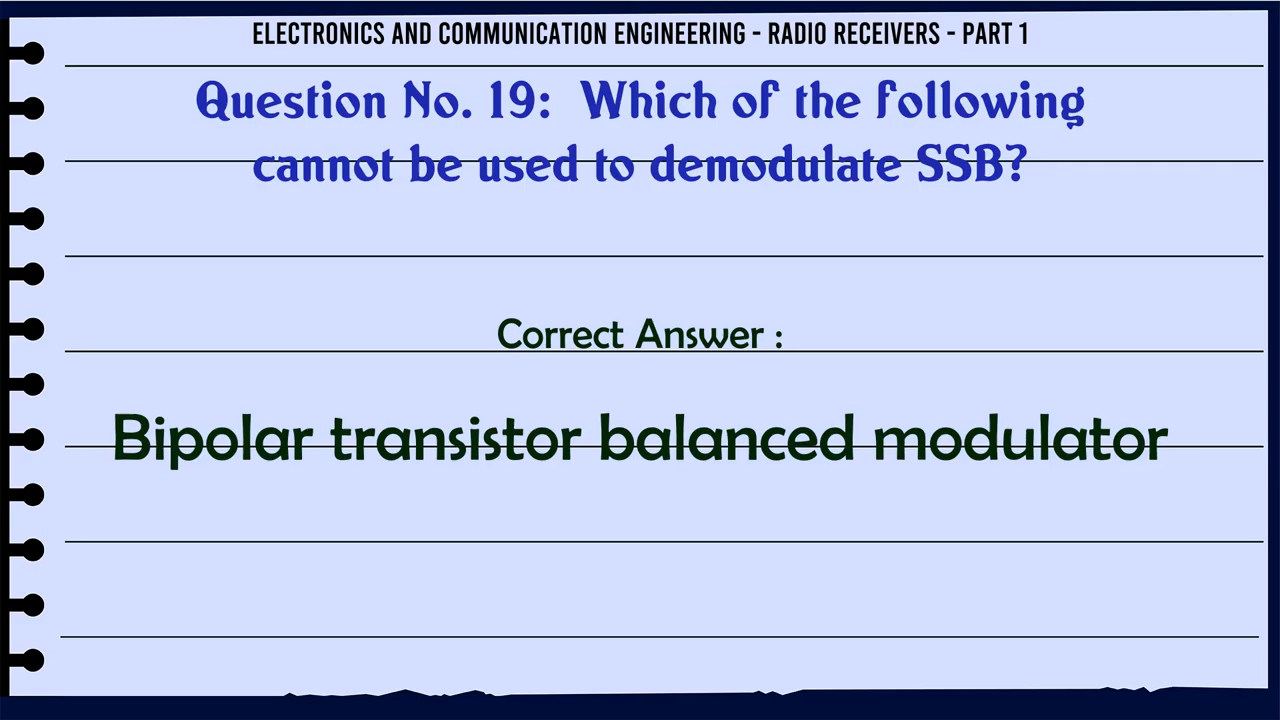 ELECTRONICS AND COMMUNICATION ENGINEERING - RADIO RECEIVERS - PART 1
Question No. 19: Which of the following
cannot be used to demodulate SSB?
Correct Answer :
Bipolar transistor balanced modulator